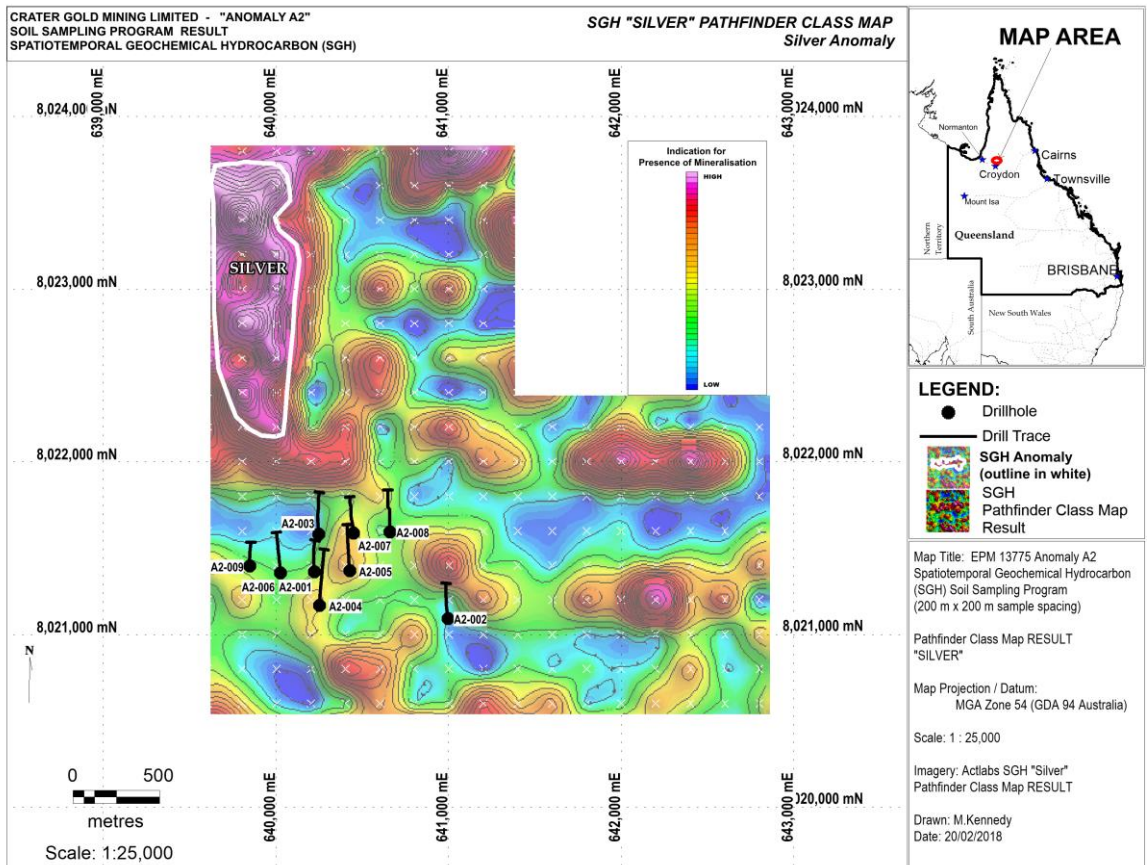 CRATER GOLD MINING LIMITED - "ANOMALY A2"
SOIL SAMPLING PROGRAM RESULT
SPATIOTEMPORAL GEOCHEMICAL HYDROCARBON (SGH)
SGH "SILVER" PATHFINDER CLASS MAP
Silver Anomaly
639,000 mE
640,000 mE
641,000 mE
642,000 mE
643,000 mE
8,024,000 mN
8,024,000 mN
Indication for
Presence of Mineralisation
HIGH
LOW
SILVER
8,023,000 mN
8,023,000 mN
8,022,000 mN
8,022,000 mN
A2-003
A2-008
A2-007
A2-009
A2-005
A2-006
A2-001
A2-004
A2-002
8,021,000 mN
8,021,000 mN
N
0 500
metres
Scale: 1:25,000
640,000 mE
641,000 mE
642,000 mE
643,000 mE
020,000 mN
MAP AREA
Normanton
Cairns
Croydon
Townsville
Mount Isa
Northern
Territory
Queensland
BRISBANE
South Australia
New South Wales
LEGEND:
Drillhole
Drill Trace
SGH Anomaly
(outline in white)
SGH
Pathfinder Class Map
Result
Map Title: EPM 13775 Anomaly A2
Spatiotemporal Geochemical Hydrocarbon
(SGH) Soil Sampling Program
(200 m x 200 m sample spacing)
Pathfinder Class Map RESULT
"SILVER"
Map Projection / Datum:
MGA Zone 54 (GDA 94 Australia)
Scale: 1 : 25,000
Imagery: Actlabs SGH "Silver"
Pathfinder Class Map RESULT
Drawn: M.Kennedy
Date: 20/02/2018